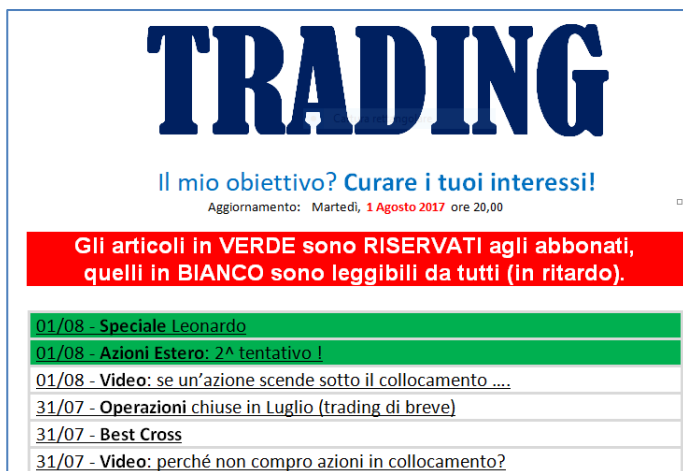 TRADING
Il mio obiettivo? Curare i tuoi interessi!
Aggiornamento: Martedì, 1 Agosto 2017 ore 20,00
Gli articoli in VERDE sono RISERVATI agli abbonati,
quelli in BIANCO sono leggibili da tutti (in ritardo).
01/08 - Speciale Leonardo
01/08 - Azioni Estero: 2^ tentativo !
01/08 - Video: se un'azione scende sotto il collocamento ....
31/07 - Operazioni chiuse in Luglio (trading di breve)
31/07 - Best Cross
31/07 - Video: perché non compro azioni in collocamento?